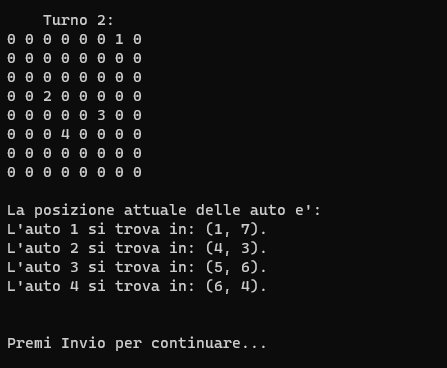 Turno 2:
0 0 0 0 0 0 1 0
0 0 0 0 0 0 0 0
0 0 0 0 0 0 0 0
0 0 2 0 0 0 0 0
0 0 0 0 0 3 0 0
0 0 0 4 0 0 0 0
0 0 0 0 0 0 0 0
0 0 0 0 0 0 0 0
La posizione attuale delle auto e':
L'auto 1 si trova in: (1, 7).
L'auto 2 si trova in: (4, 3).
L'auto 3 si trova in: (5, 6).
L'auto 4 si trova in: (6, 4).
Premi Invio per continuare...